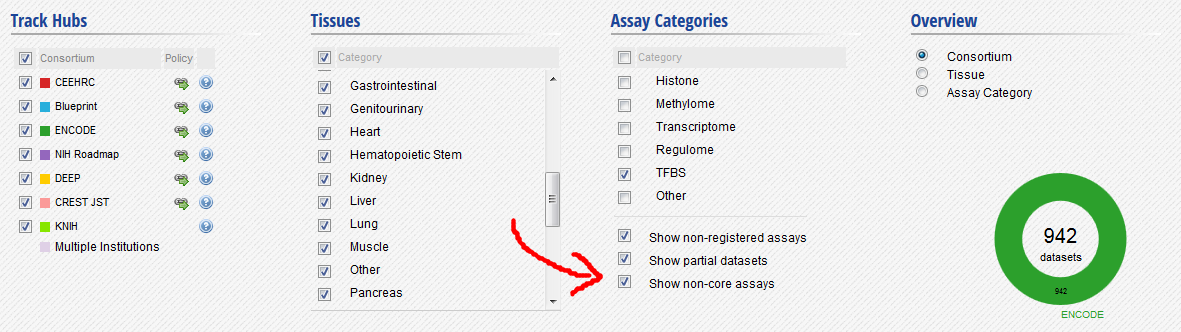 Track Hubs
Consortium Policy
CEEHRC
Blueprint
ENCODE
NIH Roadmap
DEEP
CREST JST
KNIH
Multiple Institutions
Tissues
Category
Gastrointestinal
Genitourinary
Heart
Hematopoietic Stem
Kidney
Liver
Lung
Muscle
Other
Pancreas
Assay Categories
Category
Histone
Methylome
Transcriptome
Regulome
TFBS
Other
Show non-registered assays
Show partial datasets
Show non-core assays
Overview
Consortium
Tissue
Assay Category
942
datasets
942
ENCODE